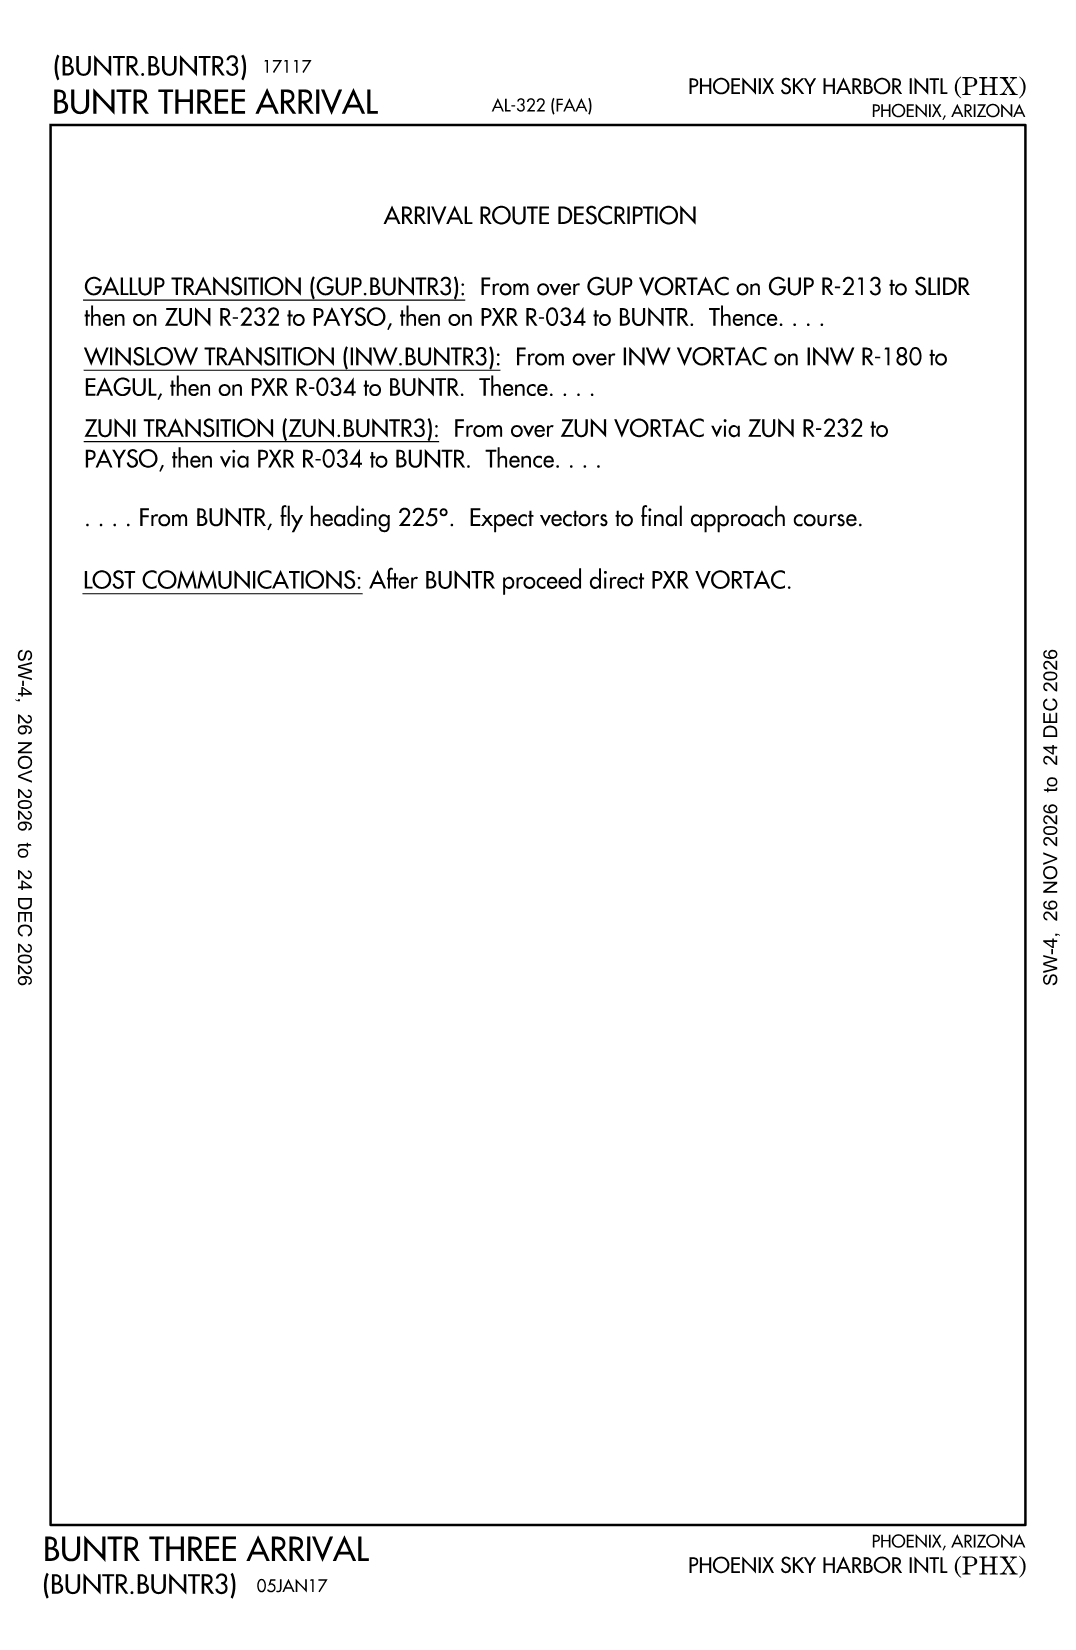 (BUNTR.BUNTR3) 17117
BUNTR THREE ARRIVAL
AL-322 (FAA)
PHOENIX SKY HARBOR INTL (PHX)
PHOENIX, ARIZONA
ARRIVAL ROUTE DESCRIPTION
GALLUP TRANSITION (GUP.BUNTR3): From over GUP VORTAC on GUP R-213 to SLIDR
then on ZUN R-232 to PAYSO, then on PXR R-034 to BUNTR. Thence. . . .
WINSLOW TRANSITION (INW.BUNTR3): From over INW VORTAC on INW R-180 to
EAGUL, then on PXR R-034 to BUNTR. Thence. . . .
ZUNI TRANSITION (ZUN.BUNTR3): From over ZUN VORTAC via ZUN R-232 to
PAYSO, then via PXR R-034 to BUNTR. Thence. . . .
. . . . From BUNTR, fly heading 225°. Expect vectors to final approach course.
LOST COMMUNICATIONS: After BUNTR proceed direct PXR VORTAC.
SW-4, 26 NOV 2026 to 24 DEC 2026
SW-4, 26 NOV 2026 to 24 DEC 2026
BUNTR THREE ARRIVAL
(BUNTR.BUNTR3) 05JAN17
PHOENIX, ARIZONA
PHOENIX SKY HARBOR INTL (PHX)